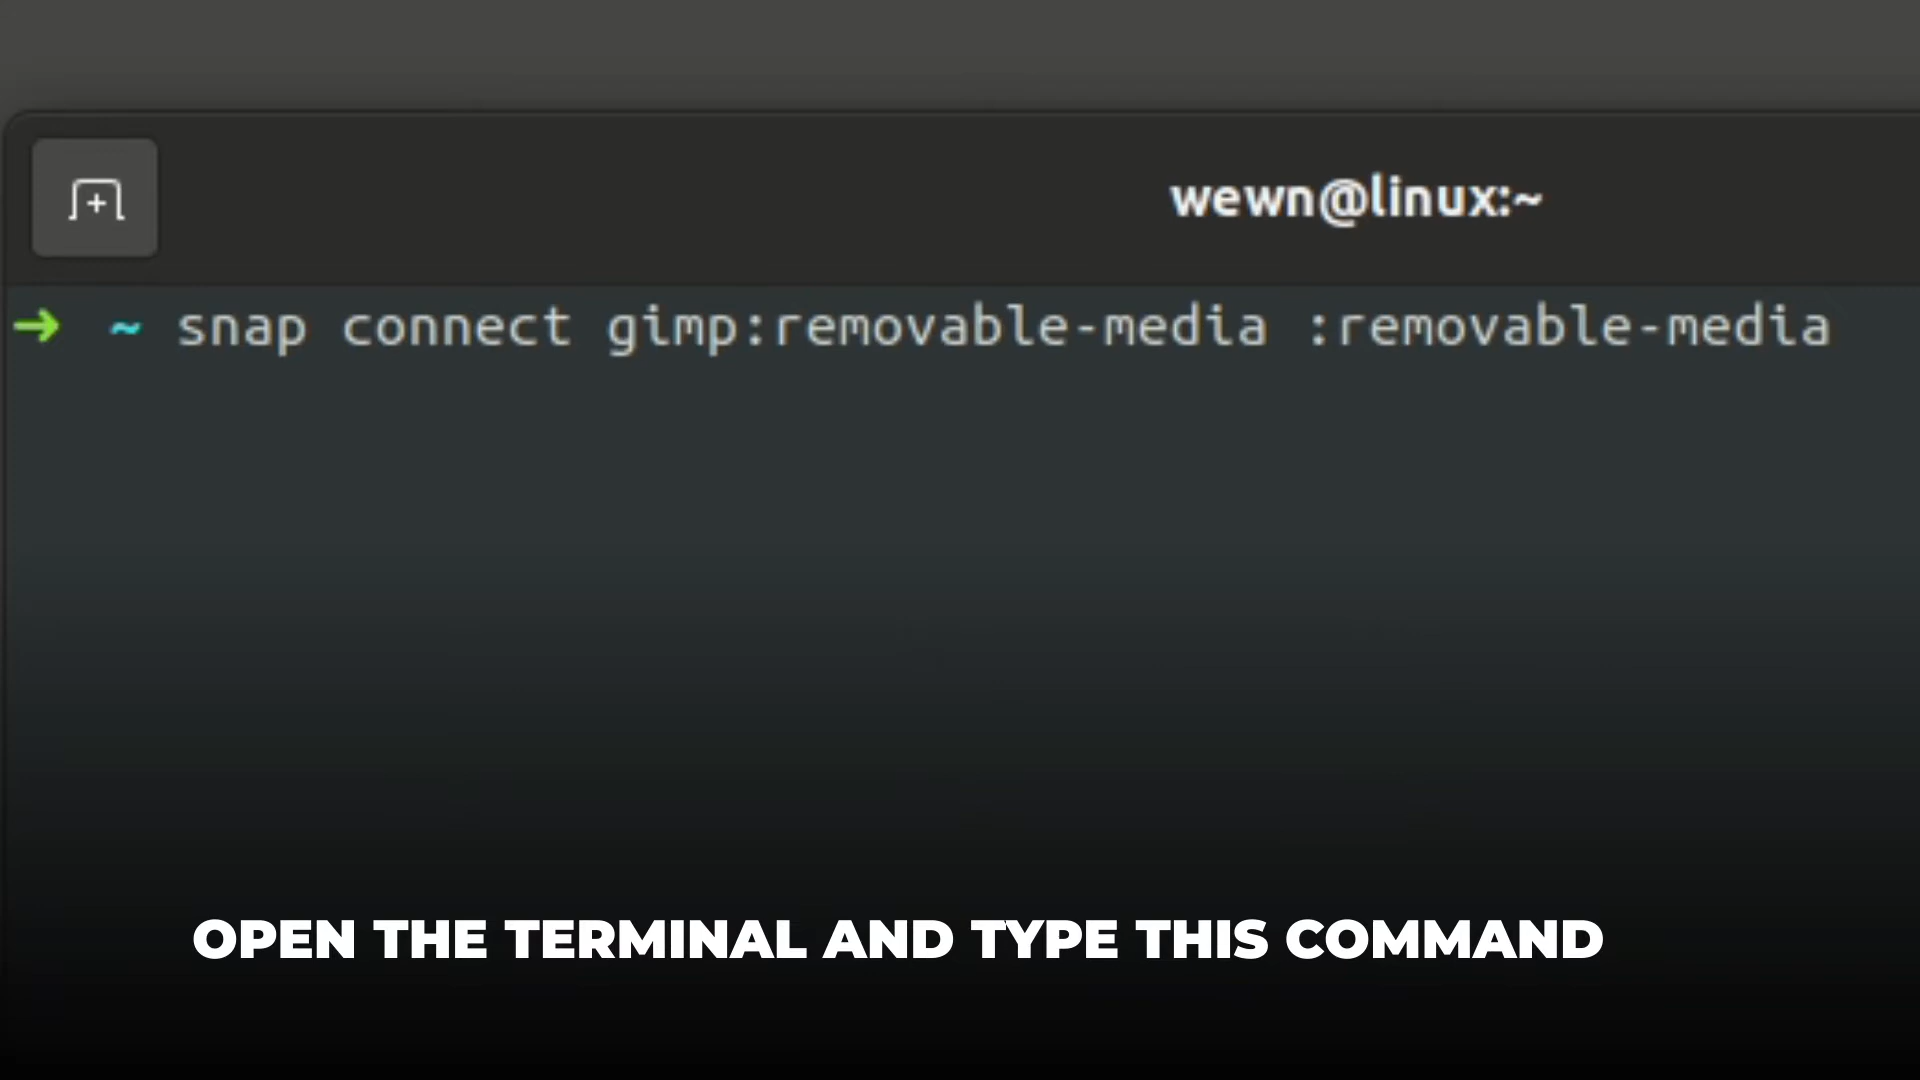 wewn@linux:~
➜ ~ snap connect gimp:removable-media :removable-media
OPEN THE TERMINAL AND TYPE THIS COMMAND